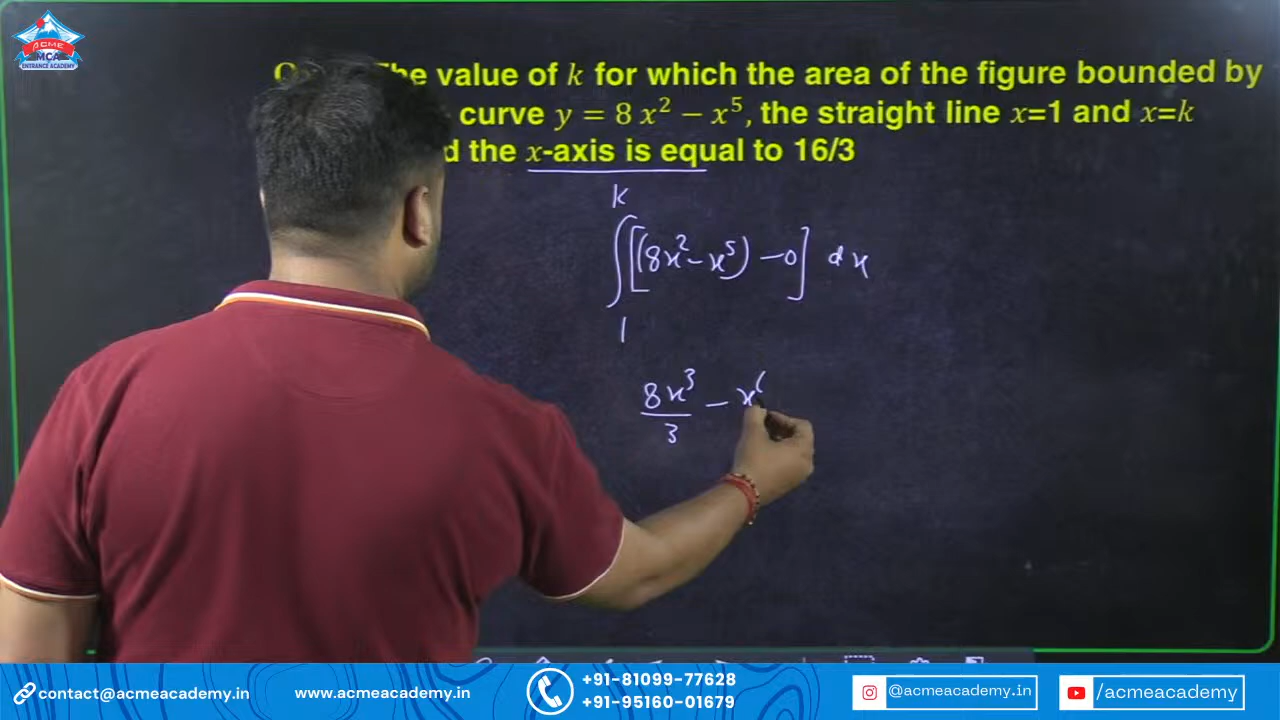 ACME
MCA
ENTRANCE ACADEMY
The value of k for which the area of the figure bounded by
curve y = 8 x² − x⁵, the straight line x=1 and x=k
the x-axis is equal to 16/3
k
∫[(8x² − x⁵) − 0] dx
1
8x³/3 − x
contact@acmeacademy.in
www.acmeacademy.in
+91-81099-77628
+91-95160-01679
@acmeacademy.in
/acmeacademy